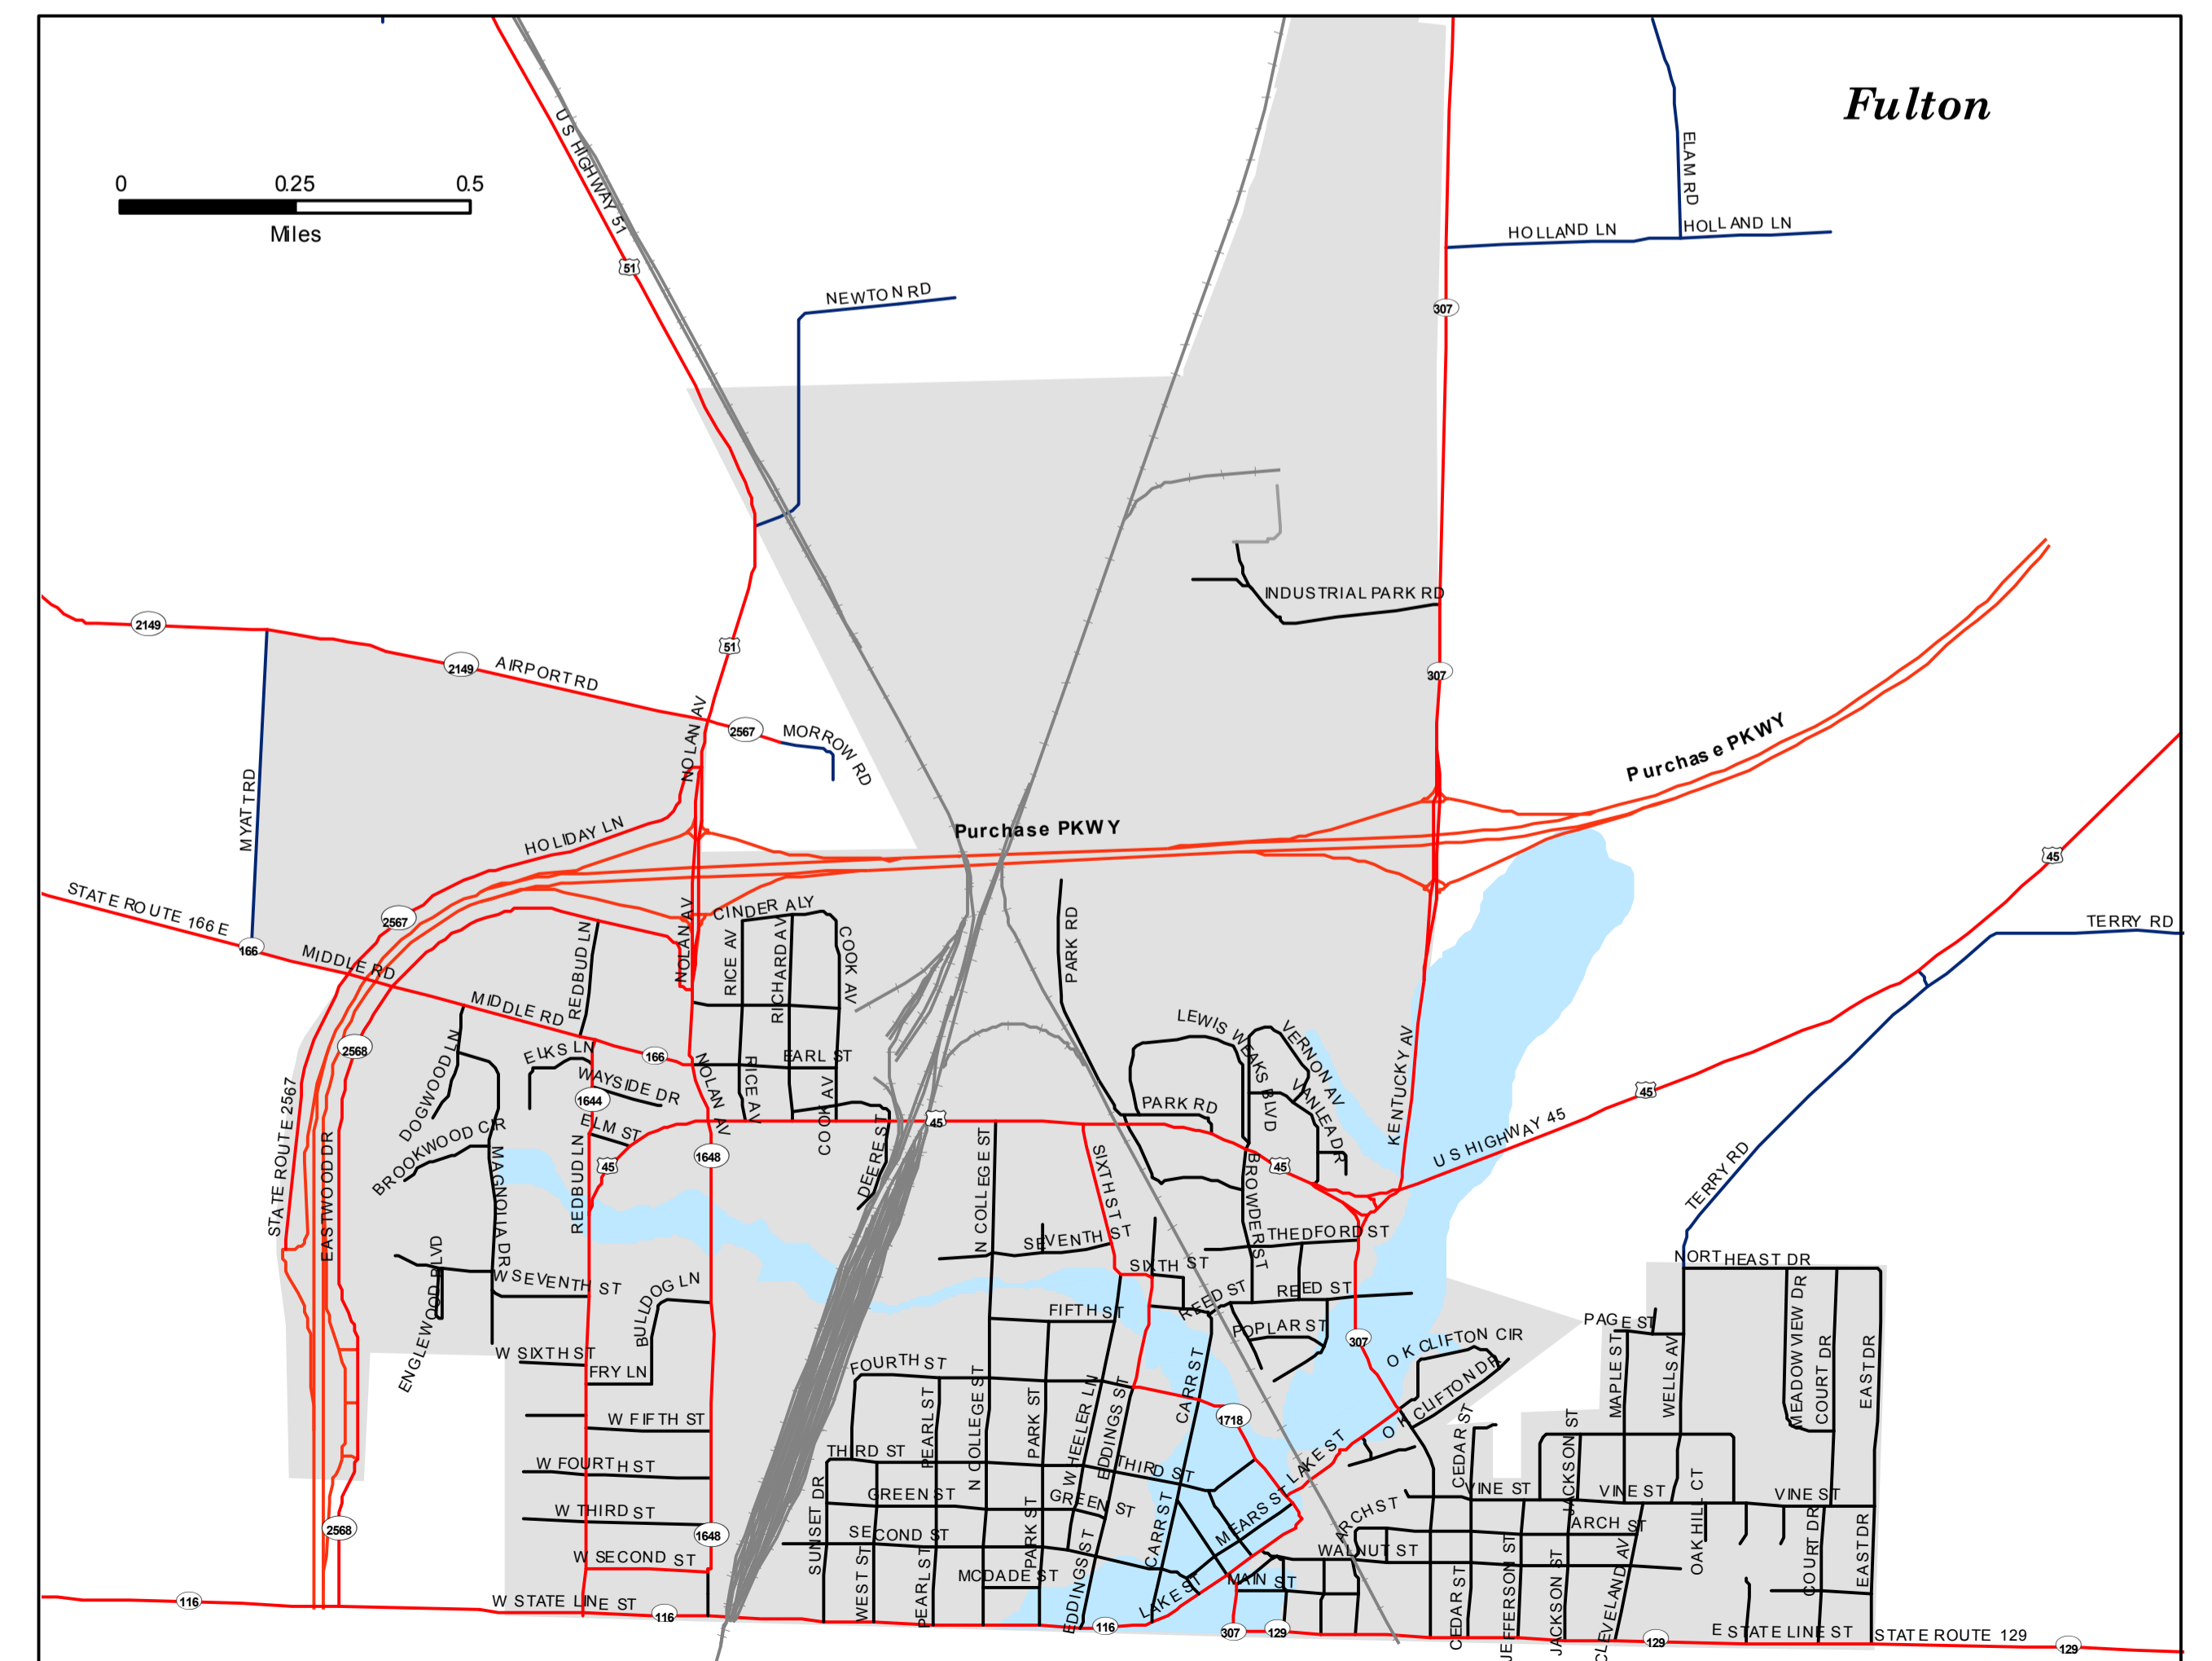 Fulton
0 0.25 0.5
Miles
U S HIGHWAY 51
51
ELAM RD
HOLLAND LN
HOLLAND LN
NEWTON RD
307
INDUSTRIAL PARK RD
2149
2149
AIRPORT RD
51
307
NOLAN AV
2567
MORROW RD
Purchase PKWY
MYATT RD
HOLIDAY LN
Purchase PKWY
45
STATE ROUTE 166 E
166
2567
MIDDLE RD
MIDDLE RD
REDBUD LN
NOLAN AV
NOLAN AV
CINDER ALY
RICE AV
RICHARD AV
COOK AV
PARK RD
TERRY RD
2568
DOGWOOD LN
ELKS LN
166
NOLAN AV
RICE AV
EARL ST
COOK AV
LEWIS WEAKS BLVD
VERNON AV
VANLEA DR
KENTUCKY AV
WAYSIDE DR
1644
ELM ST
45
PARK RD
45
U S HIGHWAY 45
STATE ROUTE 2567
EASTWOOD DR
BROOKWOOD CIR
MAGNOLIA DR
REDBUD LN
45
1648
DEERE ST
N COLLEGE ST
SIXTH ST
45
BROWDER ST
TERRY RD
SEVENTH ST
THEDFORD ST
NORTHEAST DR
ENGLEWOOD BLVD
W SEVENTH ST
BULLDOG LN
SIXTH ST
REED ST
REED ST
FIFTH ST
POPLAR ST
307
O K CLIFTON CIR
PAGE ST
W SIXTH ST
FRY LN
FOURTH ST
CARR ST
O K CLIFTON DR
MAPLE ST
WELLS AV
MEADOW VIEW DR
COURT DR
EAST DR
W FIFTH ST
PEARL ST
N COLLEGE ST
PARK ST
W HEELER LN
EDDINGS ST
1718
CEDAR ST
JACKSON ST
W FOURTH ST
THIRD ST
THIRD ST
LAKE ST
GREEN ST
GREEN ST
VINE ST
VINE ST
VINE ST
OAK HILL CT
W THIRD ST
2568
1648
SUNSET DR
SECOND ST
PARK ST
CARR ST
MEARS ST
ARCH ST
ARCH ST
COURT DR
EAST DR
W SECOND ST
WEST ST
PEARL ST
MCDADE ST
EDDINGS ST
WALNUT ST
MAIN ST
LAKE ST
CEDAR ST
JEFFERSON ST
JACKSON ST
CLEVELAND AV
116
W STATE LINE ST
116
116
307
129
129
E STATE LINE ST
STATE ROUTE 129
129